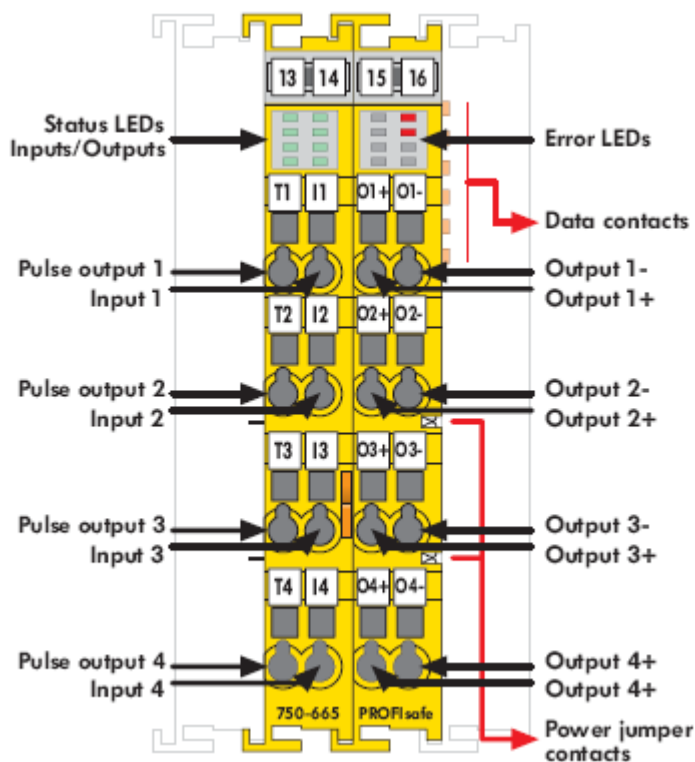 13 14 15 16
Status LEDs
Inputs/Outputs
Error LEDs
T1 I1 O1+ O1-
Data contacts
Pulse output 1
Input 1
Output 1-
Output 1+
T2 I2 O2+ O2-
Pulse output 2
Input 2
Output 2-
Output 2+
T3 I3 O3+ O3-
Pulse output 3
Input 3
Output 3-
Output 3+
T4 I4 O4+ O4-
Pulse output 4
Input 4
Output 4+
Output 4+
750-665 PROFIsafe
Power jumper
contacts